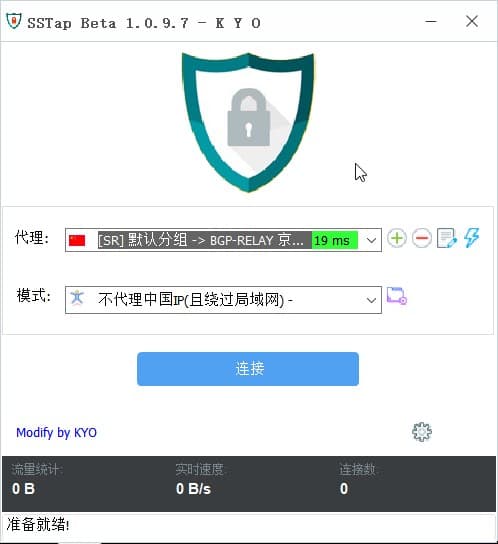 SSTap Beta 1.0.9.7 - K Y O
代理:
[SR] 默认分组 -> BGP-RELAY 京... 19 ms
模式:
不代理中国IP(且绕过局域网) -
连接
Modify by KYO
流量统计: 实时速度: 连接数:
0 B 0 B/s 0
准备就绪!